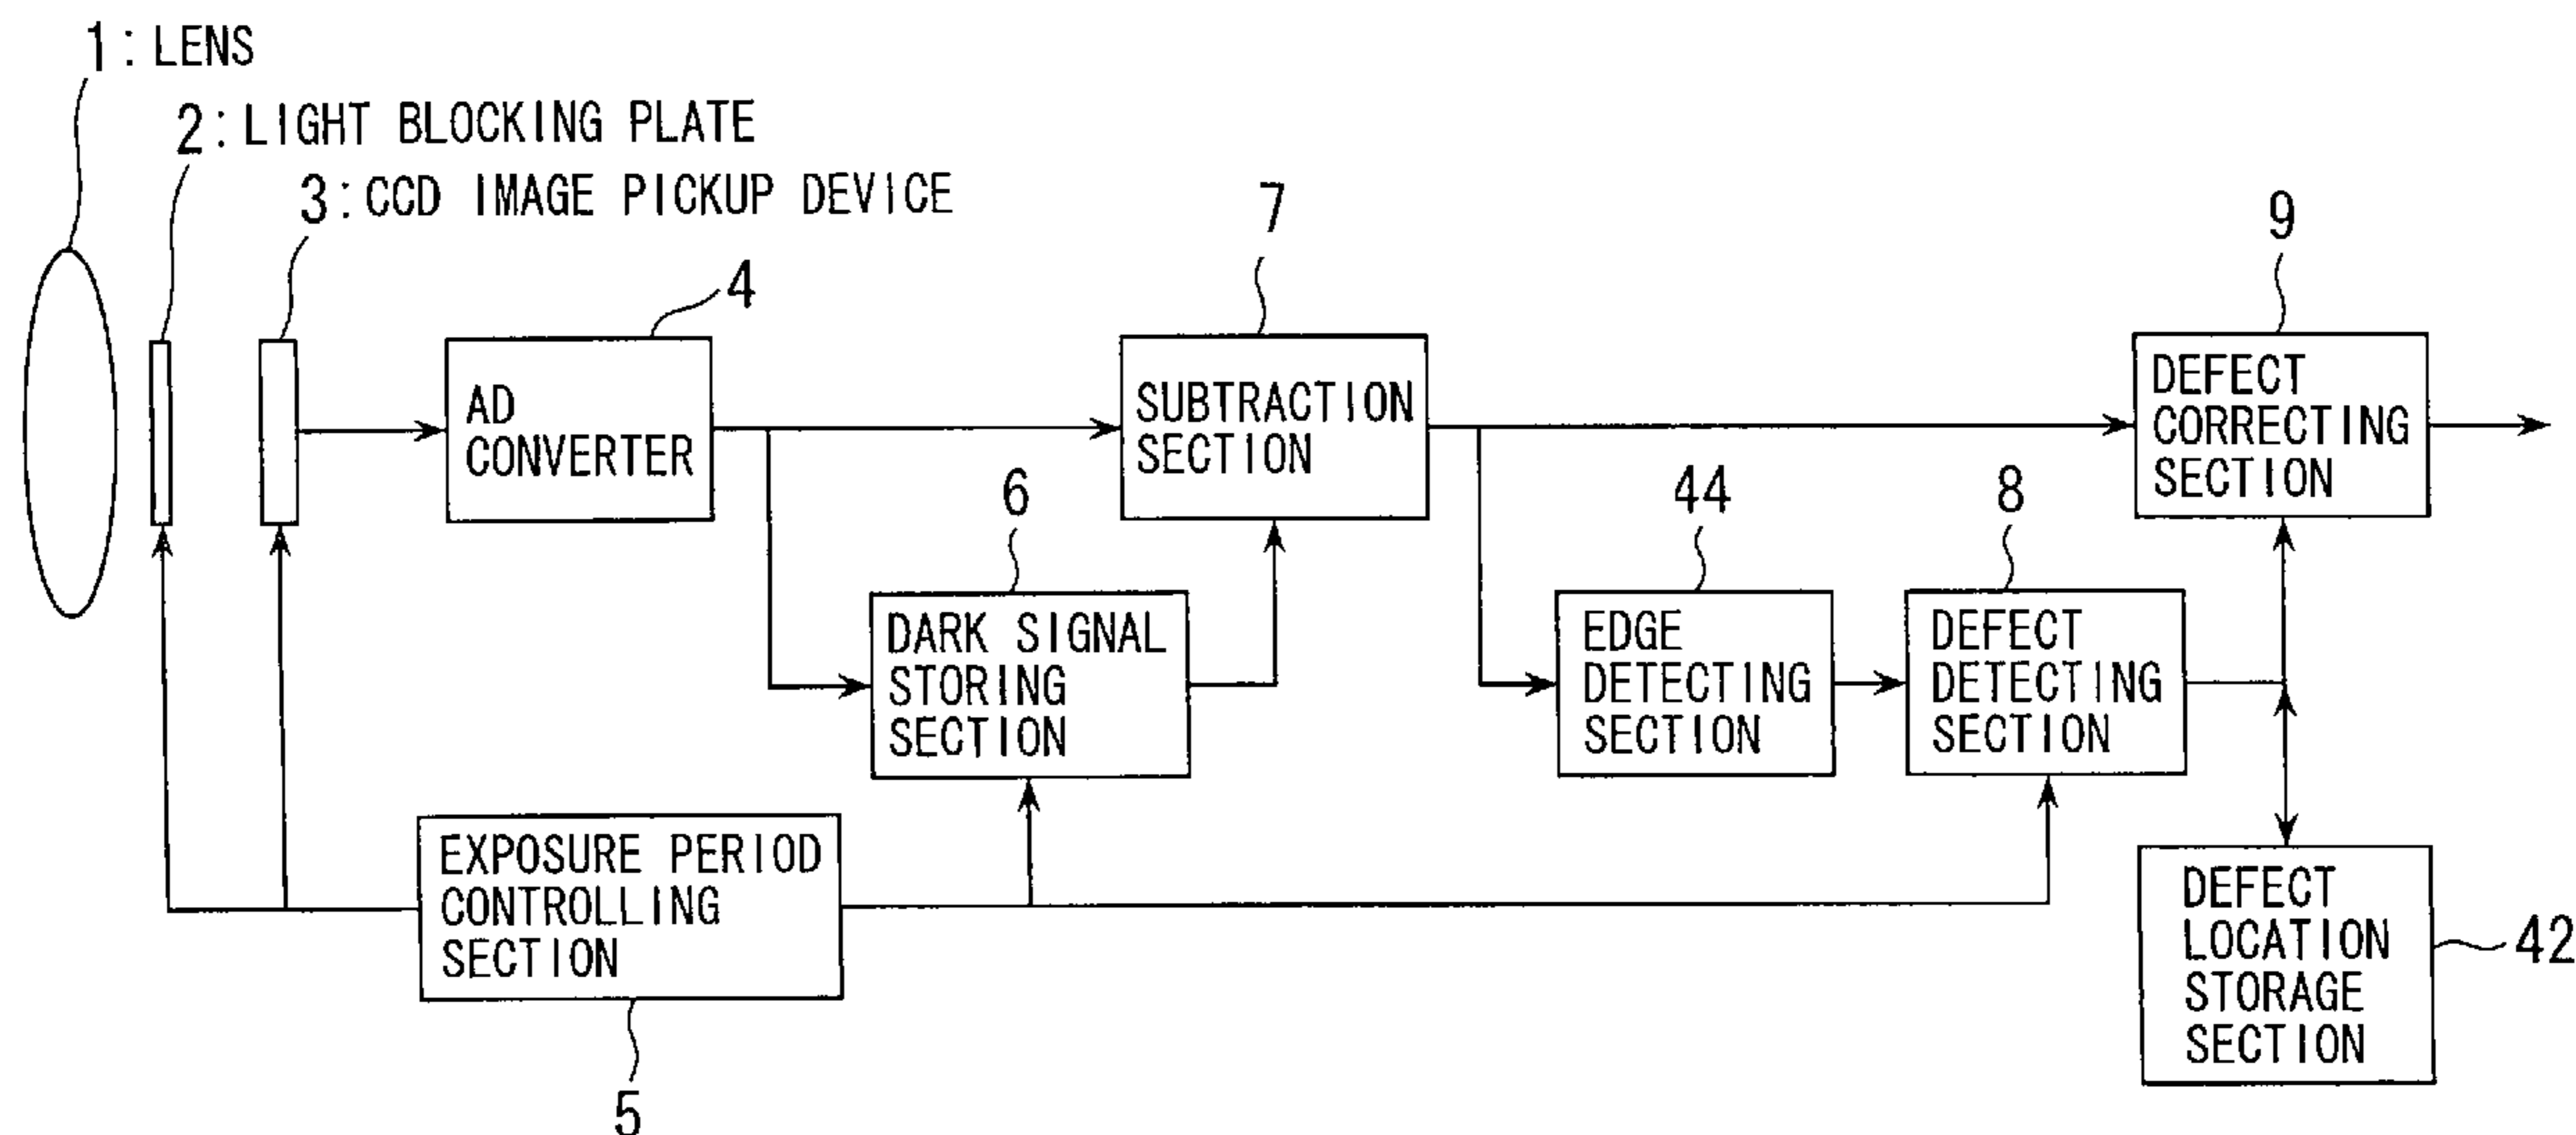 1: LENS
2: LIGHT BLOCKING PLATE
3: CCD IMAGE PICKUP DEVICE
4
AD
CONVERTER
7
SUBTRACTION
SECTION
9
DEFECT
CORRECTING
SECTION
6
DARK SIGNAL
STORING
SECTION
44
EDGE
DETECTING
SECTION
8
DEFECT
DETECTING
SECTION
EXPOSURE PERIOD
CONTROLLING
SECTION
5
DEFECT
LOCATION
STORAGE
SECTION
42